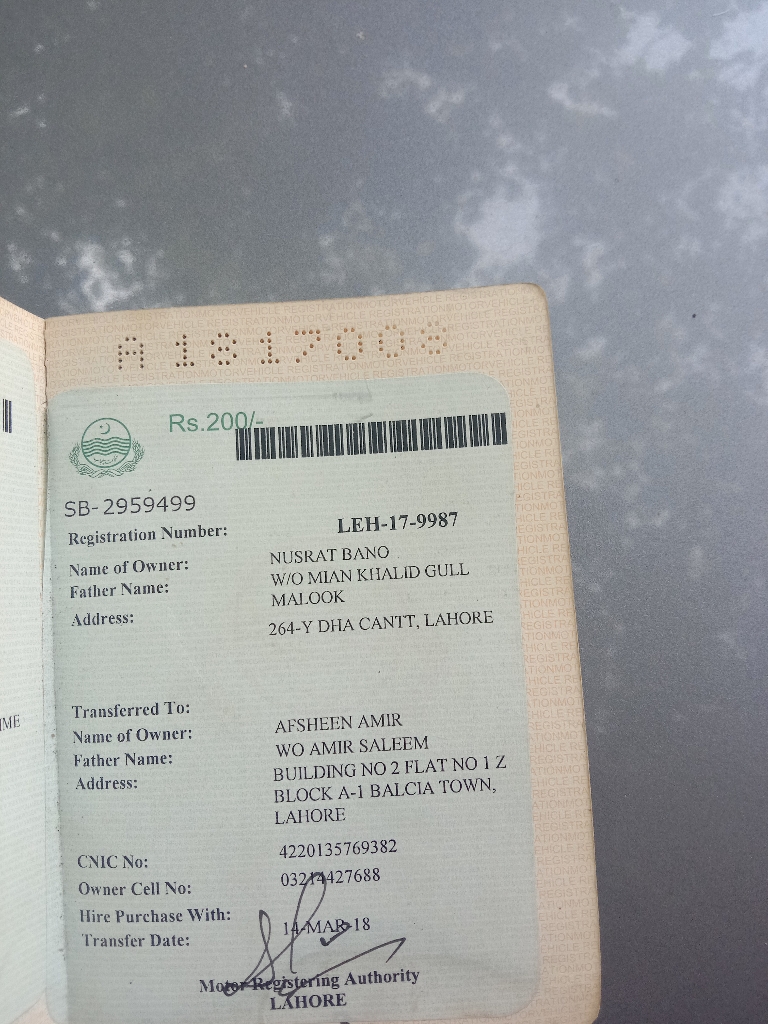 A1817008
Rs.200/-
SB-2959499
Registration Number: LEH-17-9987
Name of Owner: NUSRAT BANO
Father Name: W/O MIAN KHALID GULL
MALOOK
Address: 264-Y DHA CANTT, LAHORE
Transferred To:
Name of Owner: AFSHEEN AMIR
Father Name: WO AMIR SALEEM
Address: BUILDING NO 2 FLAT NO 1 Z
BLOCK A-1 BALCIA TOWN,
LAHORE
CNIC No: 4220135769382
Owner Cell No: 03214427688
Hire Purchase With:
Transfer Date: 14-MAR-18
Motor Registering Authority
LAHORE